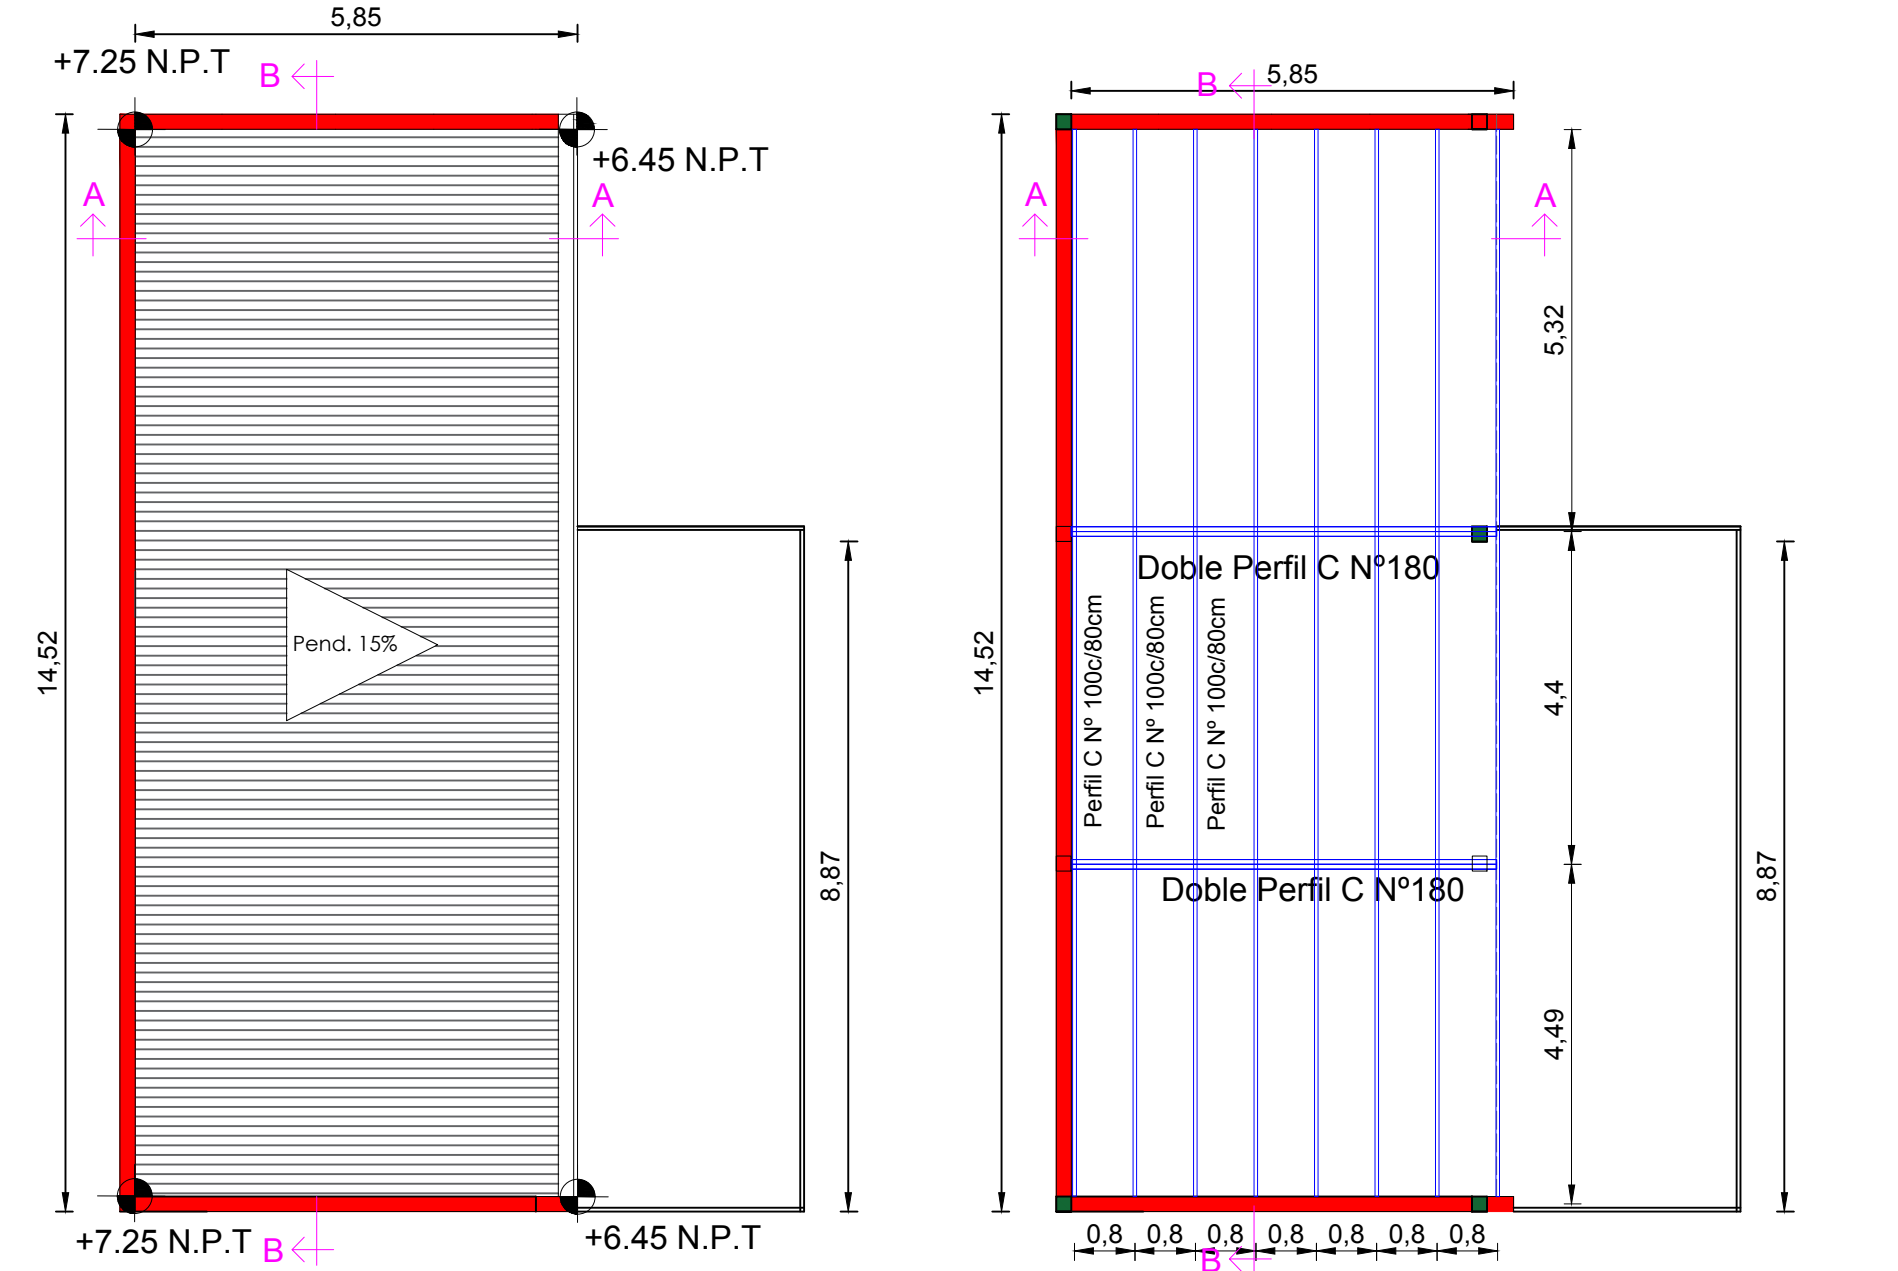 5,85
+7.25 N.P.T
B
+6.45 N.P.T
A
A
14,52
Pend. 15%
8,87
+7.25 N.P.T
B
+6.45 N.P.T
5,85
B
A
A
5,32
Doble Perfil C Nº180
Perfil C Nº 100c/80cm
Perfil C Nº 100c/80cm
Perfil C Nº 100c/80cm
14,52
4,4
8,87
Doble Perfil C Nº180
4,49
0,8
0,8
0,8
0,8
0,8
0,8
0,8
B